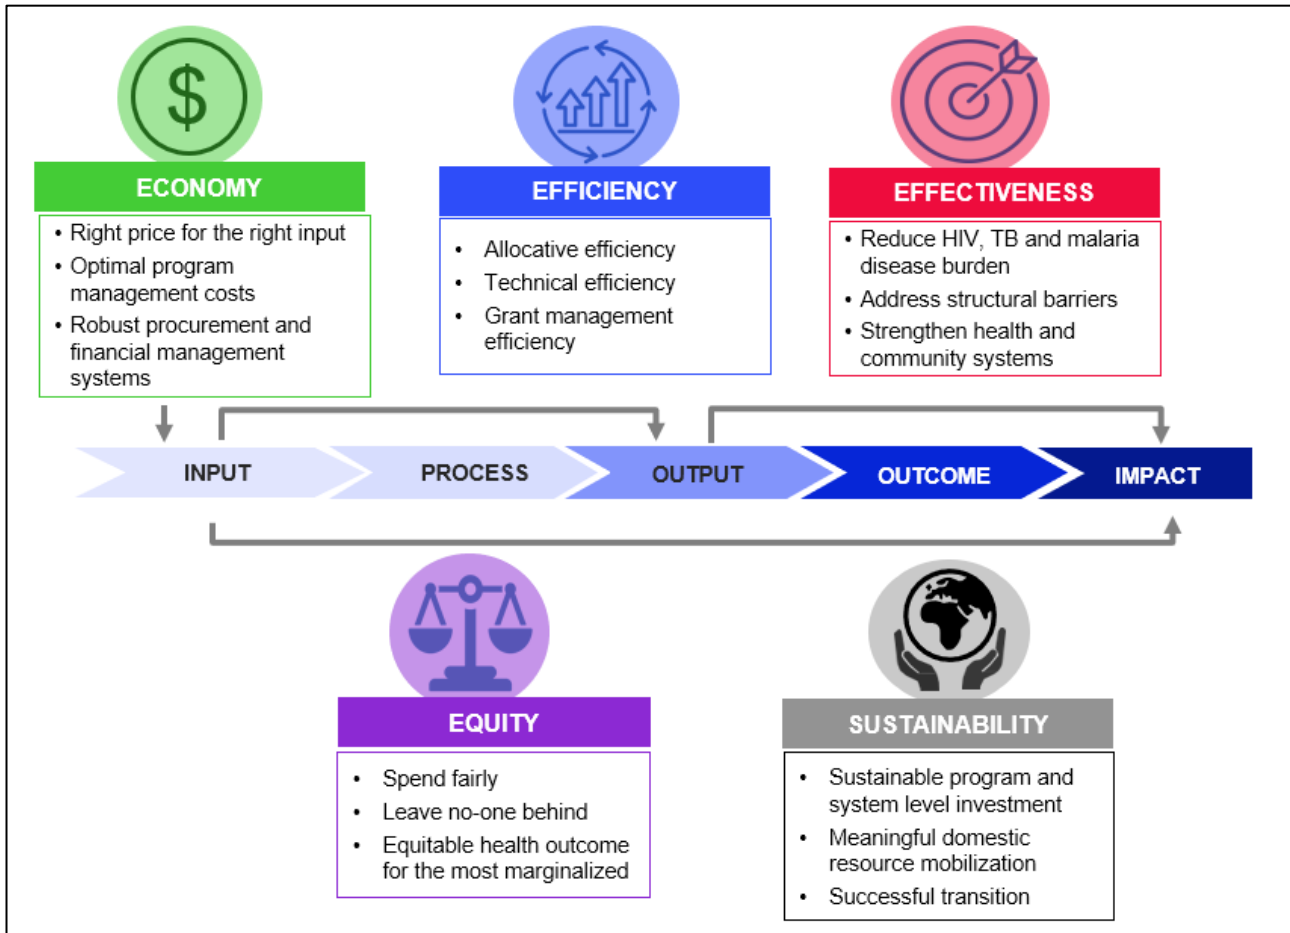 $
ECONOMY
• Right price for the right input
• Optimal program
management costs
• Robust procurement and
financial management
systems
EFFICIENCY
• Allocative efficiency
• Technical efficiency
• Grant management
efficiency
EFFECTIVENESS
• Reduce HIV, TB and malaria
disease burden
• Address structural barriers
• Strengthen health and
community systems
INPUT
PROCESS
OUTPUT
OUTCOME
IMPACT
EQUITY
• Spend fairly
• Leave no-one behind
• Equitable health outcome
for the most marginalized
SUSTAINABILITY
• Sustainable program and
system level investment
• Meaningful domestic
resource mobilization
• Successful transition